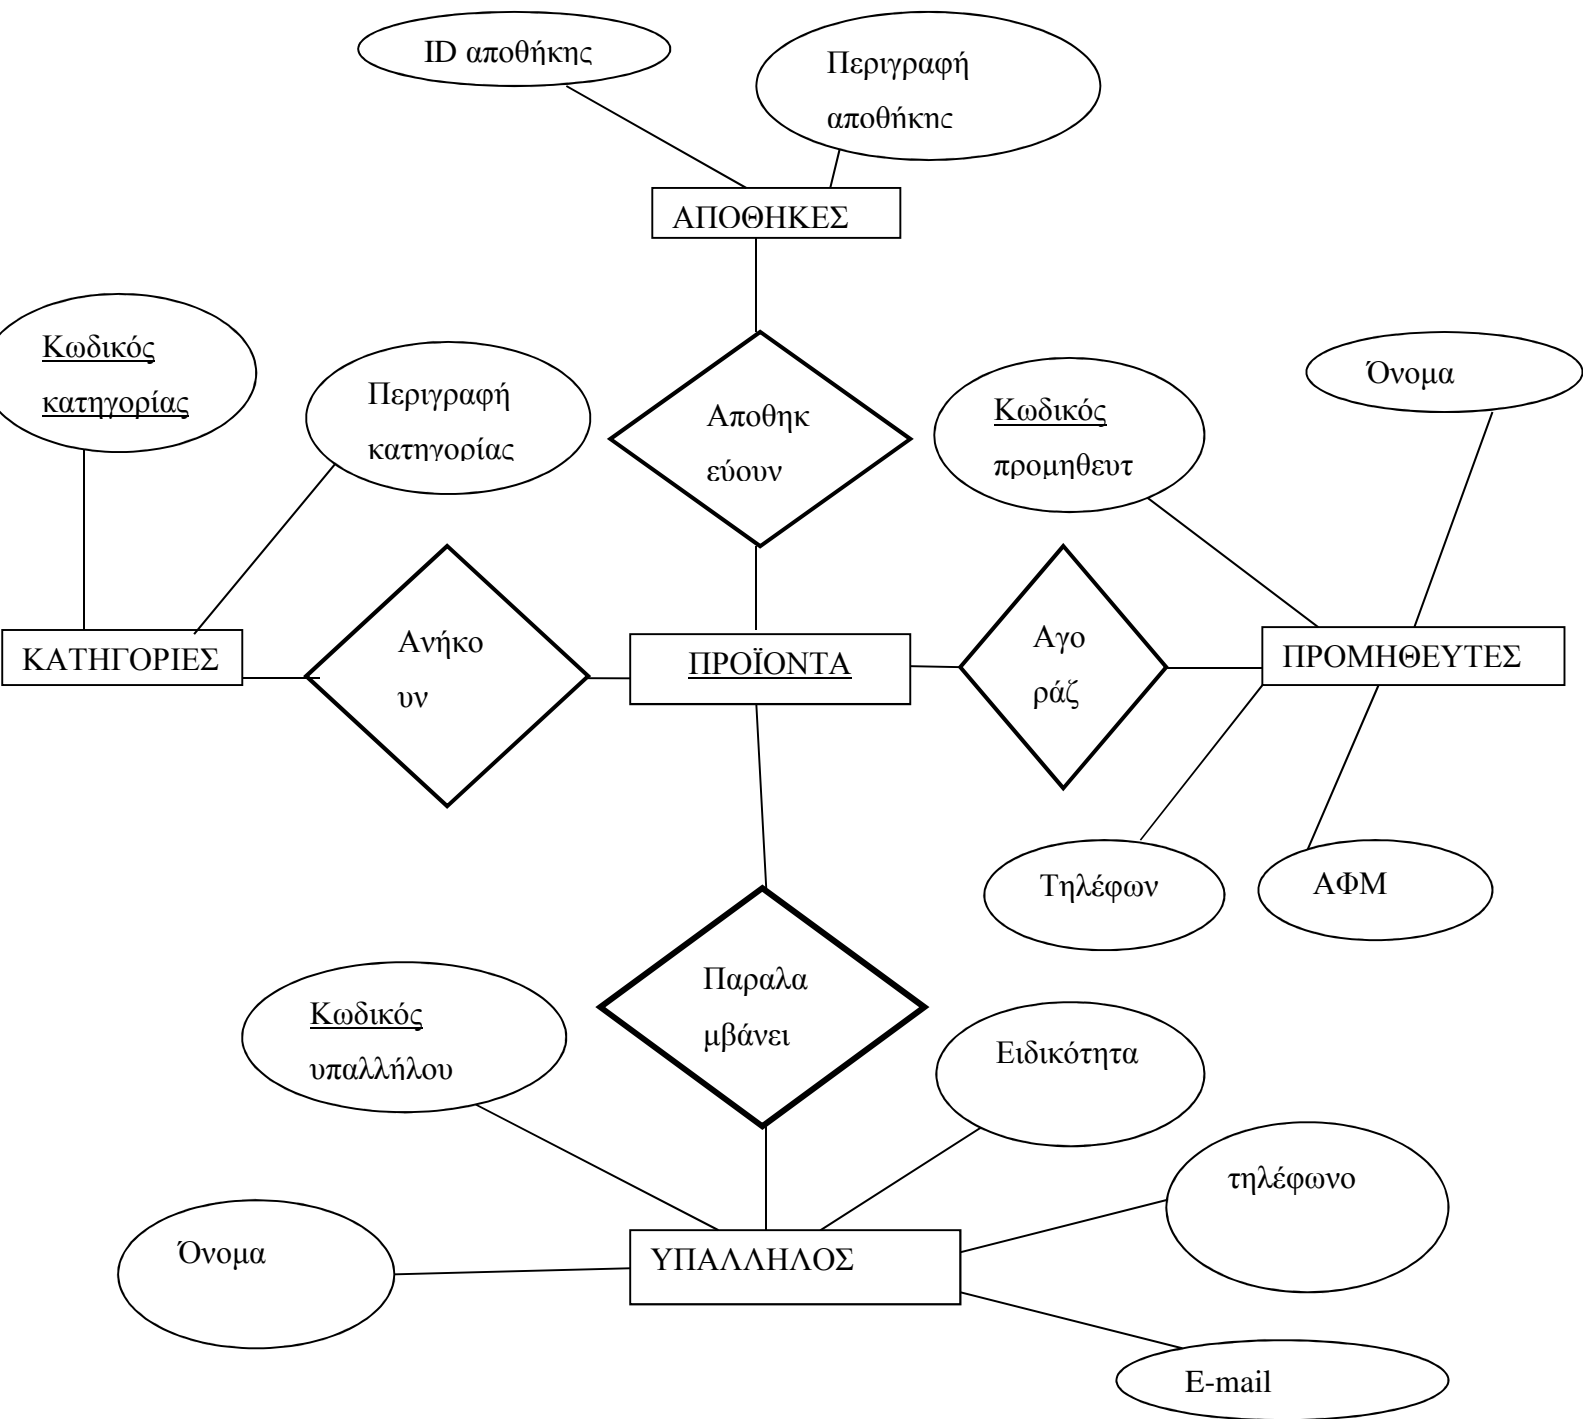 ID αποθήκης
Περιγραφή
αποθήκης
ΑΠΟΘΗΚΕΣ
Κωδικός
κατηγορίας
Περιγραφή
κατηγορίας
Αποθηκ
εύουν
Κωδικός
προμηθευτ
Όνομα
ΚΑΤΗΓΟΡΙΕΣ
Ανήκο
υν
ΠΡΟΪΟΝΤΑ
Αγο
ράζ
ΠΡΟΜΗΘΕΥΤΕΣ
Τηλέφων
ΑΦΜ
Παραλα
μβάνει
Κωδικός
υπαλλήλου
Ειδικότητα
τηλέφωνο
Όνομα
ΥΠΑΛΛΗΛΟΣ
E-mail